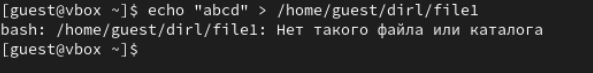 [guest@vbox ~]$ echo "abcd" > /home/guest/dirl/file1
bash: /home/guest/dirl/file1: Нет такого файла или каталога
[guest@vbox ~]$